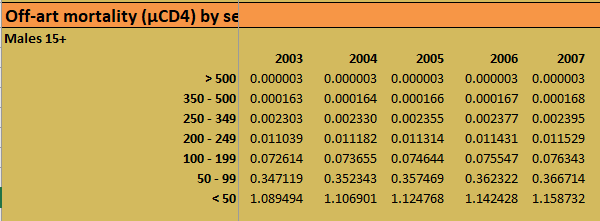 Off-art mortality (µCD4) by se
Males 15+
2003 2004 2005 2006 2007
> 500 0.000003 0.000003 0.000003 0.000003 0.000003
350 - 500 0.000163 0.000164 0.000166 0.000167 0.000168
250 - 349 0.002303 0.002330 0.002355 0.002377 0.002395
200 - 249 0.011039 0.011182 0.011314 0.011431 0.011529
100 - 199 0.072614 0.073655 0.074644 0.075547 0.076343
50 - 99 0.347119 0.352343 0.357469 0.362322 0.366714
< 50 1.089494 1.106901 1.124768 1.142428 1.158732